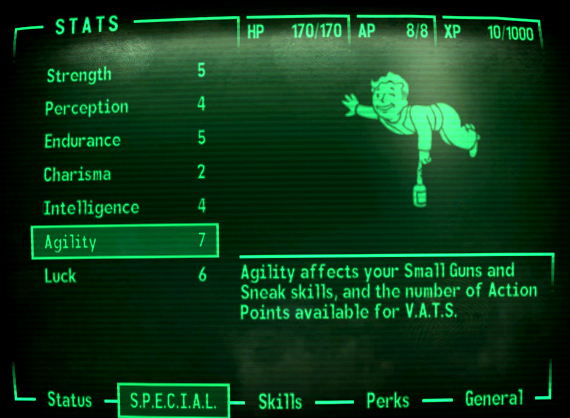 STATS
HP 170/170 AP 8/8 XP 10/1000
Strength 5
Perception 4
Endurance 5
Charisma 2
Intelligence 4
Agility 7
Luck 6
Agility affects your Small Guns and
Sneak skills, and the number of Action
Points available for V.A.T.S.
Status S.P.E.C.I.A.L. Skills Perks General